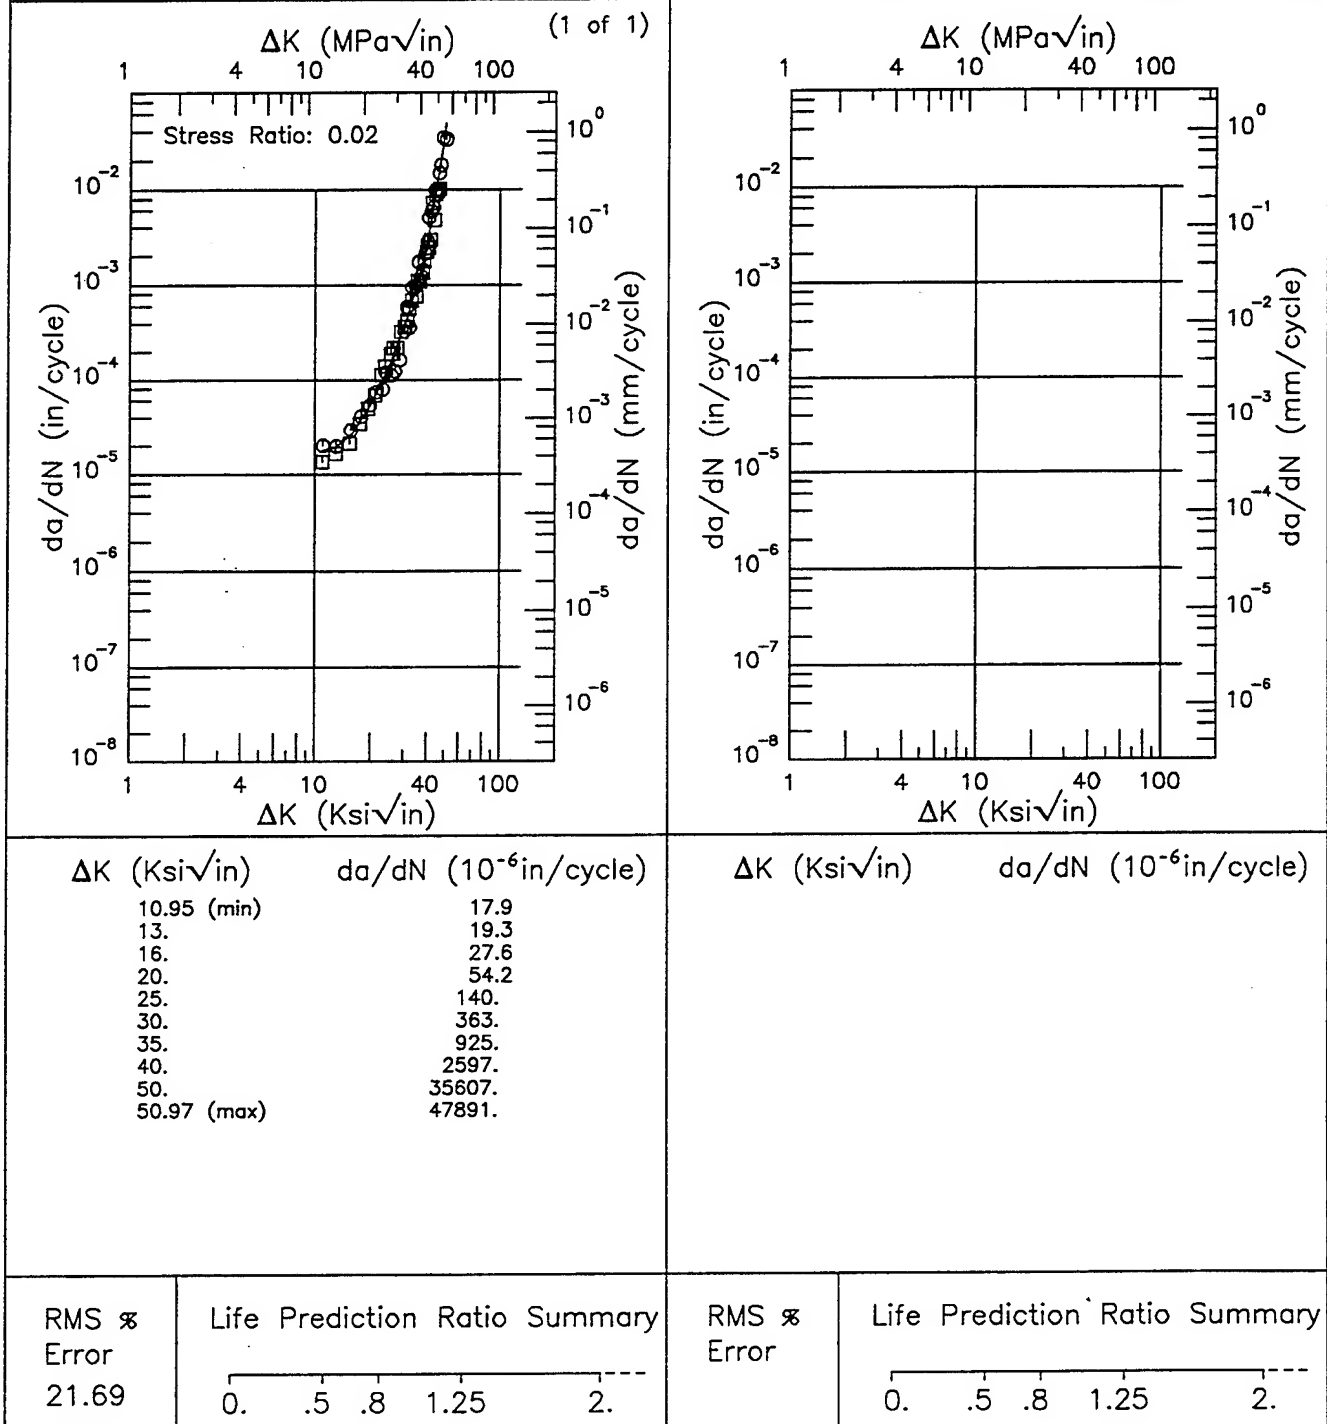 (1 of 1)
ΔK (MPa√in)
1 4 10 40 100
Stress Ratio: 0.02
da/dN (in/cycle)
10⁻²
10⁻³
10⁻⁴
10⁻⁵
10⁻⁶
10⁻⁷
10⁻⁸
da/dN (mm/cycle)
10⁰
10⁻¹
10⁻²
10⁻³
10⁻⁴
10⁻⁵
10⁻⁶
1 4 10 40 100
ΔK (Ksi√in)
ΔK (MPa√in)
1 4 10 40 100
da/dN (in/cycle)
10⁻²
10⁻³
10⁻⁴
10⁻⁵
10⁻⁶
10⁻⁷
10⁻⁸
da/dN (mm/cycle)
10⁰
10⁻¹
10⁻²
10⁻³
10⁻⁴
10⁻⁵
10⁻⁶
1 4 10 40 100
ΔK (Ksi√in)
ΔK (Ksi√in) da/dN (10⁻⁶in/cycle)
10.95 (min) 17.9
13. 19.3
16. 27.6
20. 54.2
25. 140.
30. 363.
35. 925.
40. 2597.
50. 35607.
50.97 (max) 47891.
ΔK (Ksi√in) da/dN (10⁻⁶in/cycle)
RMS %
Error
21.69
Life Prediction Ratio Summary
0. .5 .8 1.25 2.
RMS %
Error
Life Prediction Ratio Summary
0. .5 .8 1.25 2.